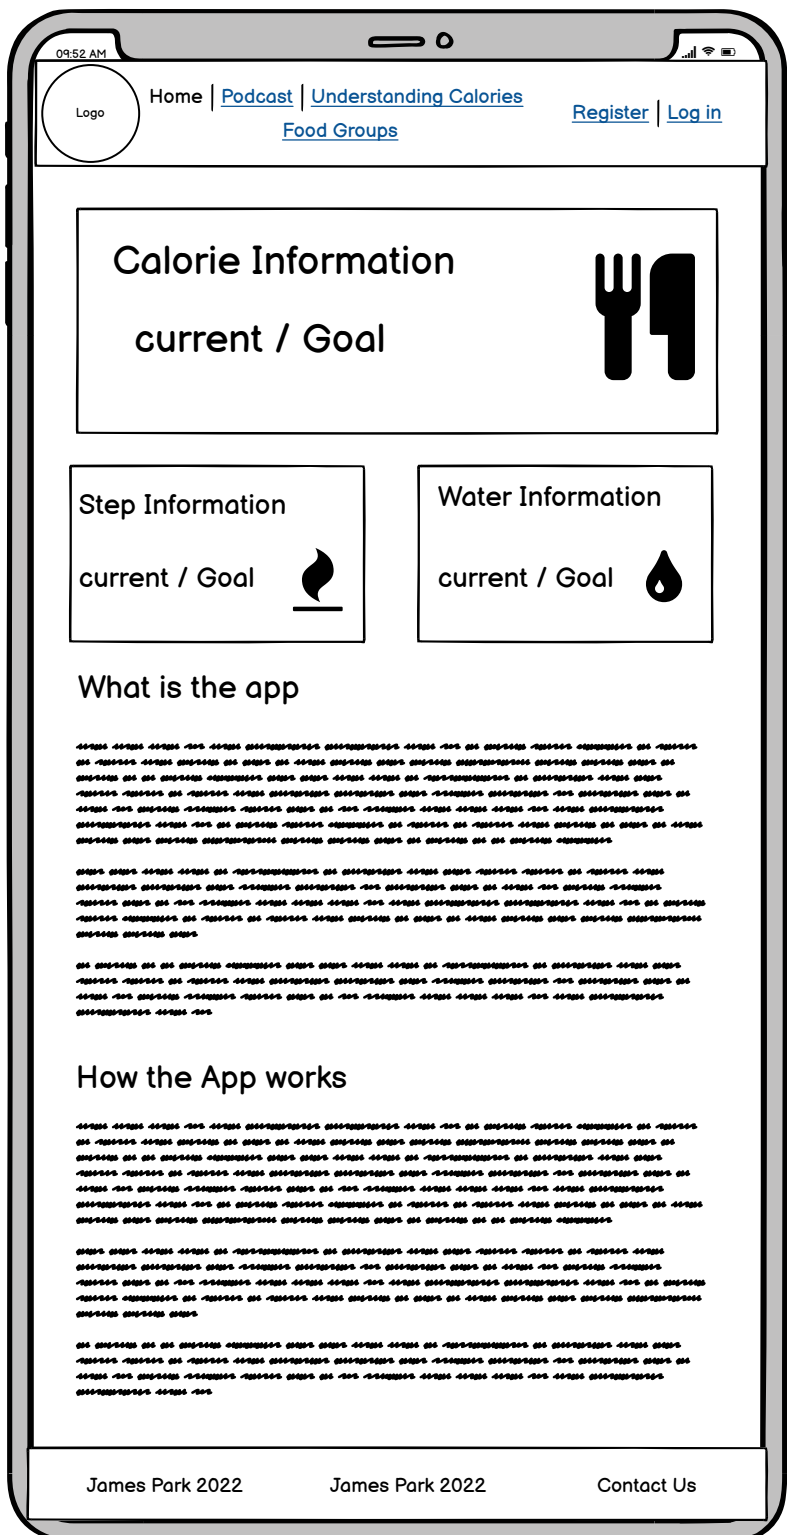 09:52 AM
Logo
Home | Podcast | Understanding Calories
Food Groups
Register | Log in
Calorie Information
current / Goal
Step Information
current / Goal
Water Information
current / Goal
What is the app
How the App works
James Park 2022
James Park 2022
Contact Us